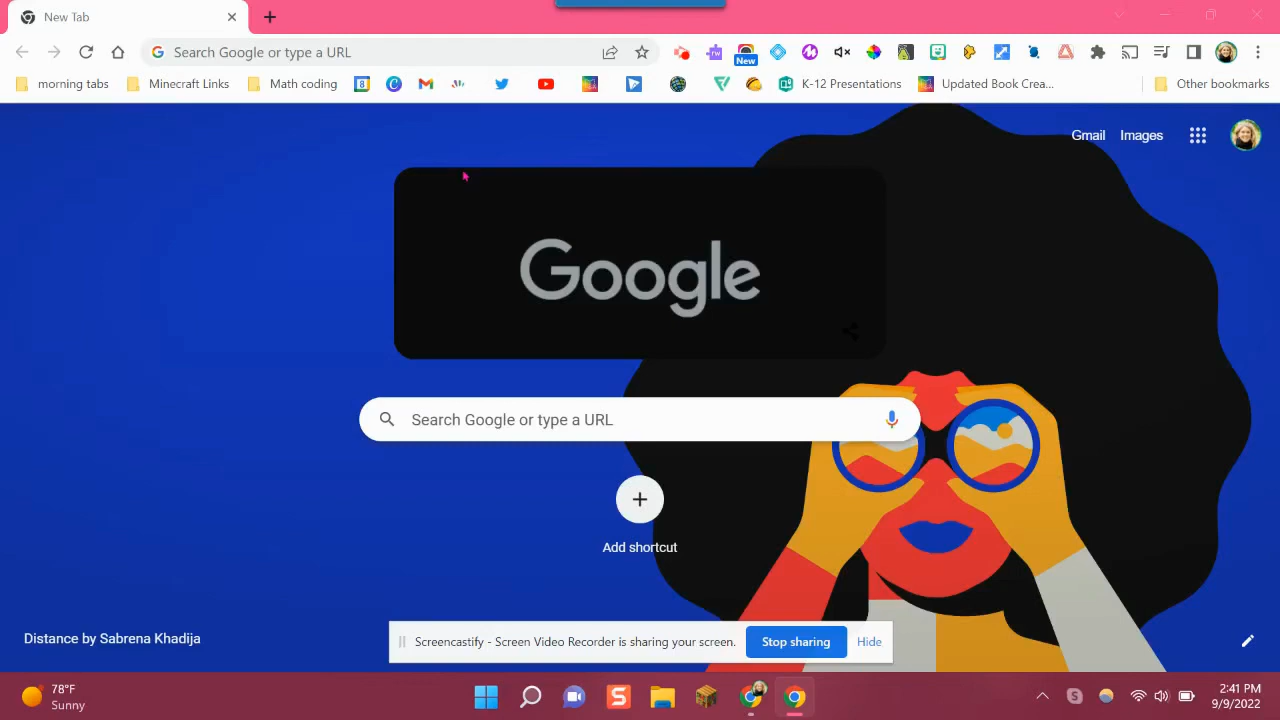 New Tab
Search Google or type a URL
New
morning tabs
Minecraft Links
Math coding
K-12 Presentations
Updated Book Crea...
Other bookmarks
Gmail
Images
Google
Search Google or type a URL
Add shortcut
Distance by Sabrena Khadija
Screencastify - Screen Video Recorder is sharing your screen.
Stop sharing
Hide
78°F
Sunny
2:41 PM
9/9/2022